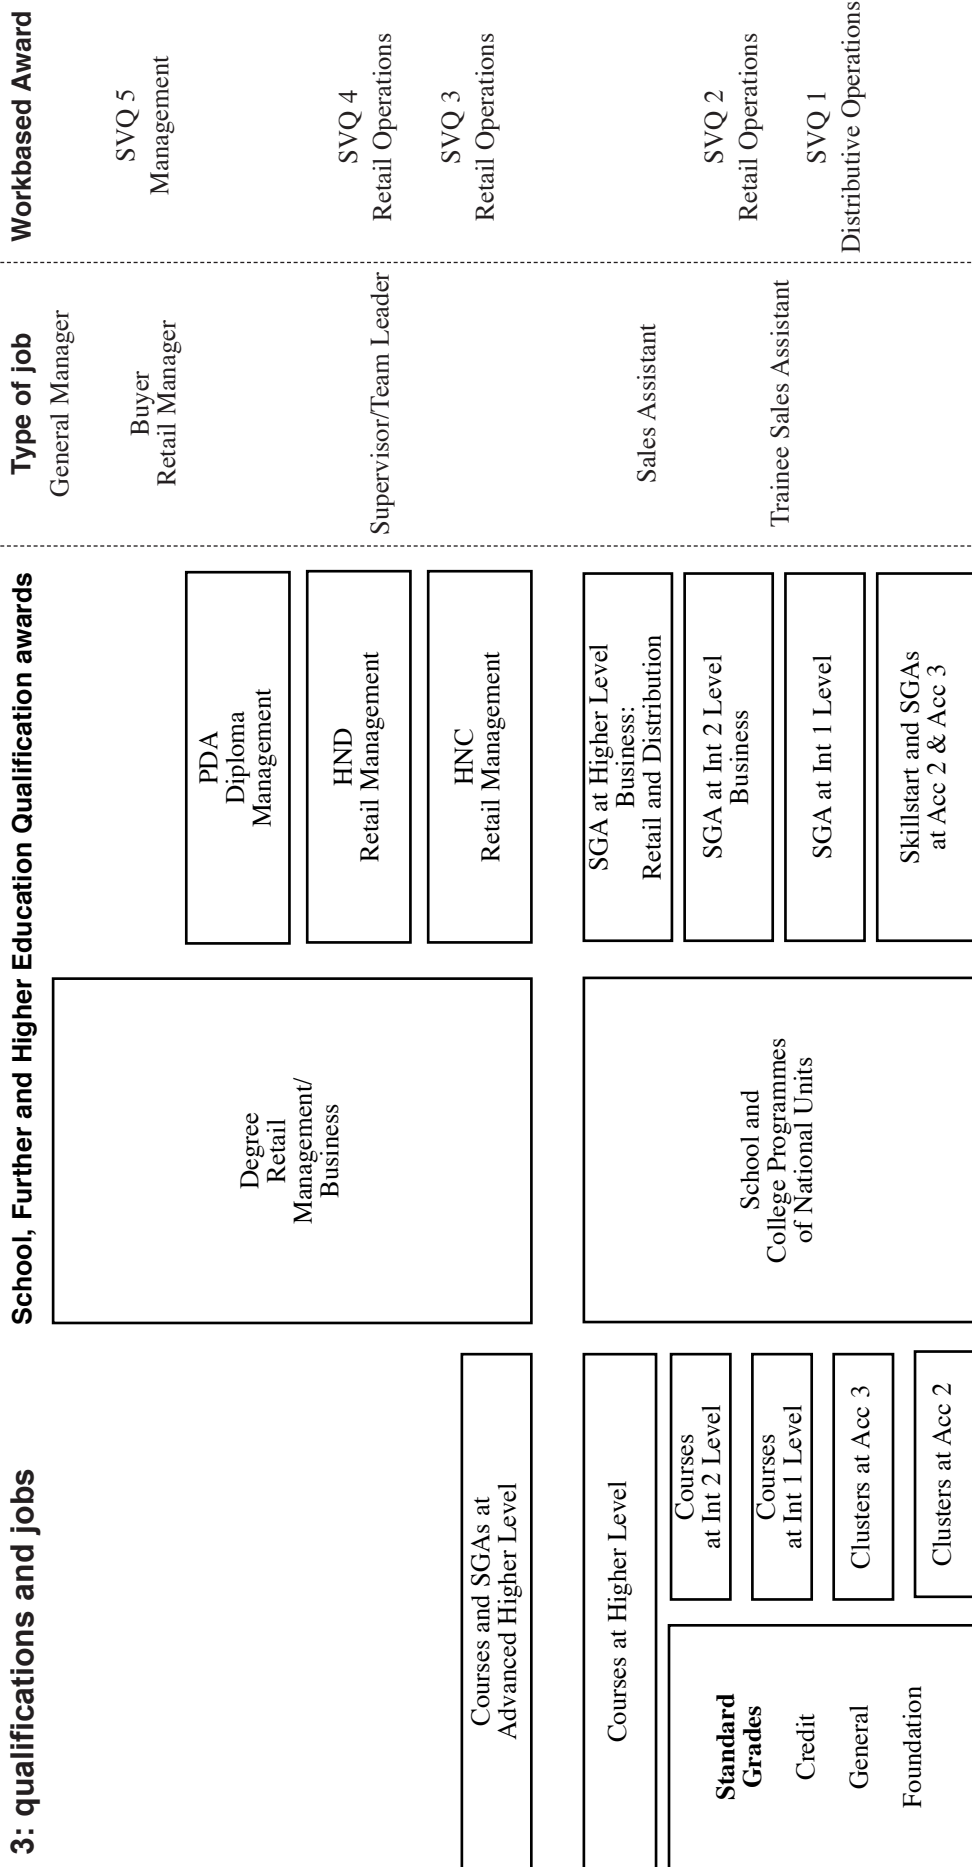 3: qualifications and jobs
School, Further and Higher Education Qualification awards
Type of job
Workbased Award
Courses and SGAs at
Advanced Higher Level
Courses at Higher Level
Standard
Grades
Credit
General
Foundation
Courses
at Int 2 Level
Courses
at Int 1 Level
Clusters at Acc 3
Clusters at Acc 2
Degree
Retail
Management/
Business
School and
College Programmes
of National Units
PDA
Diploma
Management
HND
Retail Management
HNC
Retail Management
SGA at Higher Level
Business:
Retail and Distribution
SGA at Int 2 Level
Business
SGA at Int 1 Level
Skillstart and SGAs
at Acc 2 & Acc 3
General Manager
Buyer
Retail Manager
Supervisor/Team Leader
Sales Assistant
Trainee Sales Assistant
SVQ 5
Management
SVQ 4
Retail Operations
SVQ 3
Retail Operations
SVQ 2
Retail Operations
SVQ 1
Distributive Operations